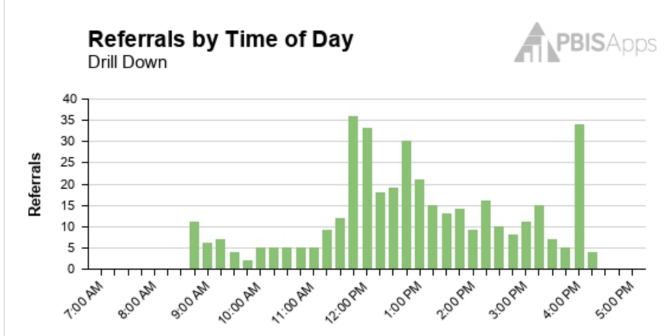 Referrals by Time of Day
PBISApps
Drill Down
Referrals
40
35
30
25
20
15
10
5
0
7:00 AM
8:00 AM
9:00 AM
10:00 AM
11:00 AM
12:00 PM
1:00 PM
2:00 PM
3:00 PM
4:00 PM
5:00 PM